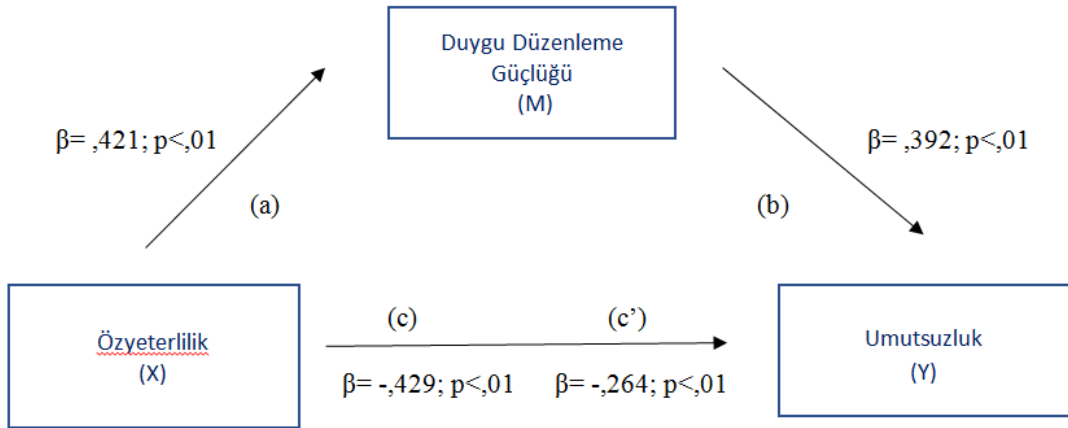 Duygu Düzenleme
Güçlüğü
(M)
β= ,421; p<,01
β= ,392; p<,01
(a)
(b)
Özyeterlilik
(X)
(c)
(c’)
β= -,429; p<,01
β= -,264; p<,01
Umutsuzluk
(Y)